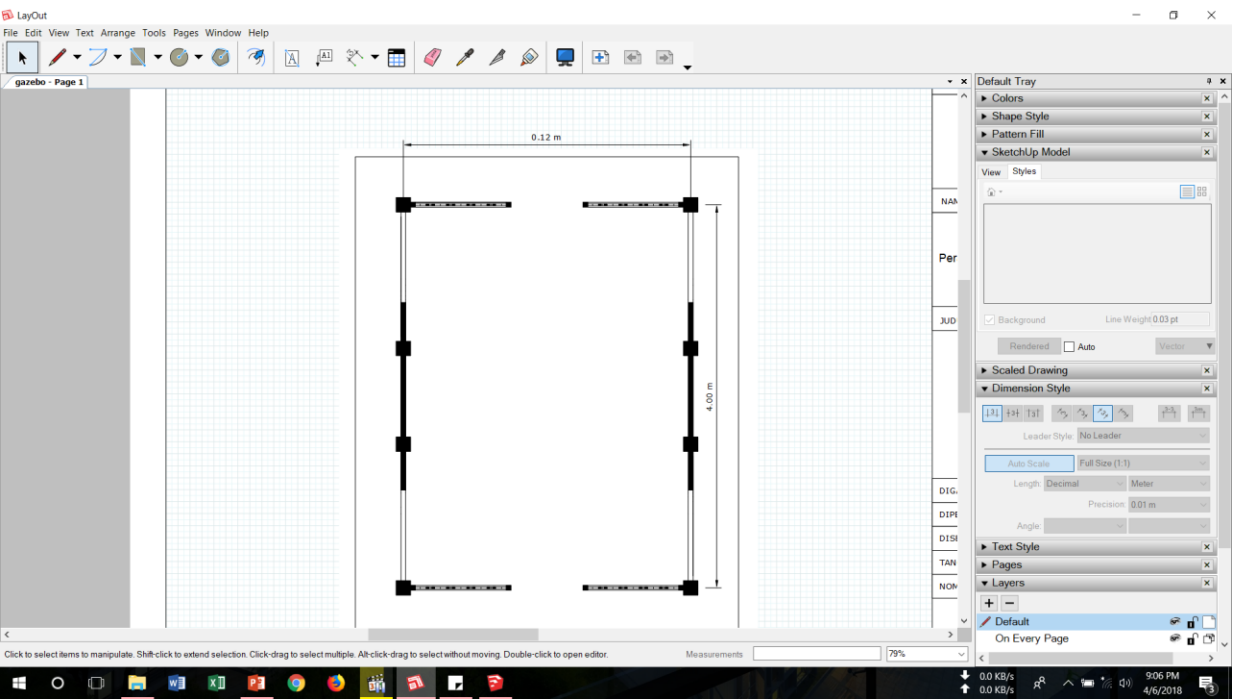 LayOut
File Edit View Text Arrange Tools Pages Window Help
A
A1
gazebo - Page 1
Default Tray
Colors
Shape Style
Pattern Fill
SketchUp Model
View Styles
Background Line Weight 0.03 pt
Rendered Auto Vector
Scaled Drawing
Dimension Style
Leader Style: No Leader
Auto Scale Full Size (1:1)
Length: Decimal Meter
Precision: 0.01 m
Angle:
Text Style
Pages
Layers
Default
On Every Page
0.12 m
4.00 m
NAM
Per
JUD
DIG
DIPE
DISI
TAN
NOM
Click to select items to manipulate. Shift-click to extend selection. Click-drag to select multiple. Alt-click-drag to select without moving. Double-click to open editor.
Measurements
79%
0.0 KB/s
0.0 KB/s
9:06 PM
4/6/2018
3